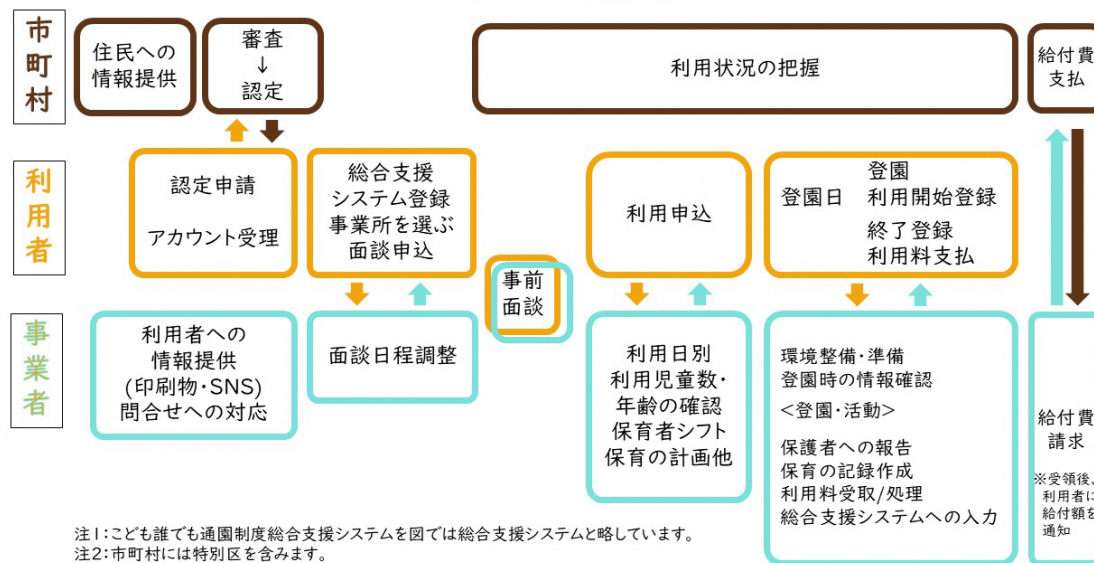 市町村
住民への
情報提供
審査
↓
認定
利用状況の把握
給付費
支払
利用者
認定申請
アカウント受理
総合支援
システム登録
事業所を選ぶ
面談申込
利用申込
登園日
登園
利用開始登録
終了登録
利用料支払
事前
面談
事業者
利用者への
情報提供
(印刷物・SNS)
問合せへの対応
面談日程調整
利用日別
利用児童数・
年齢の確認
保育者シフト
保育の計画他
環境整備・準備
登園時の情報確認
<登園・活動>
保護者への報告
保育の記録作成
利用料受取/処理
総合支援システムへの入力
給付費
請求
※受領後、
利用者に
給付額を
通知
注1:こども誰でも通園制度総合支援システムを図では総合支援システムと略しています。
注2:市町村には特別区を含みます。